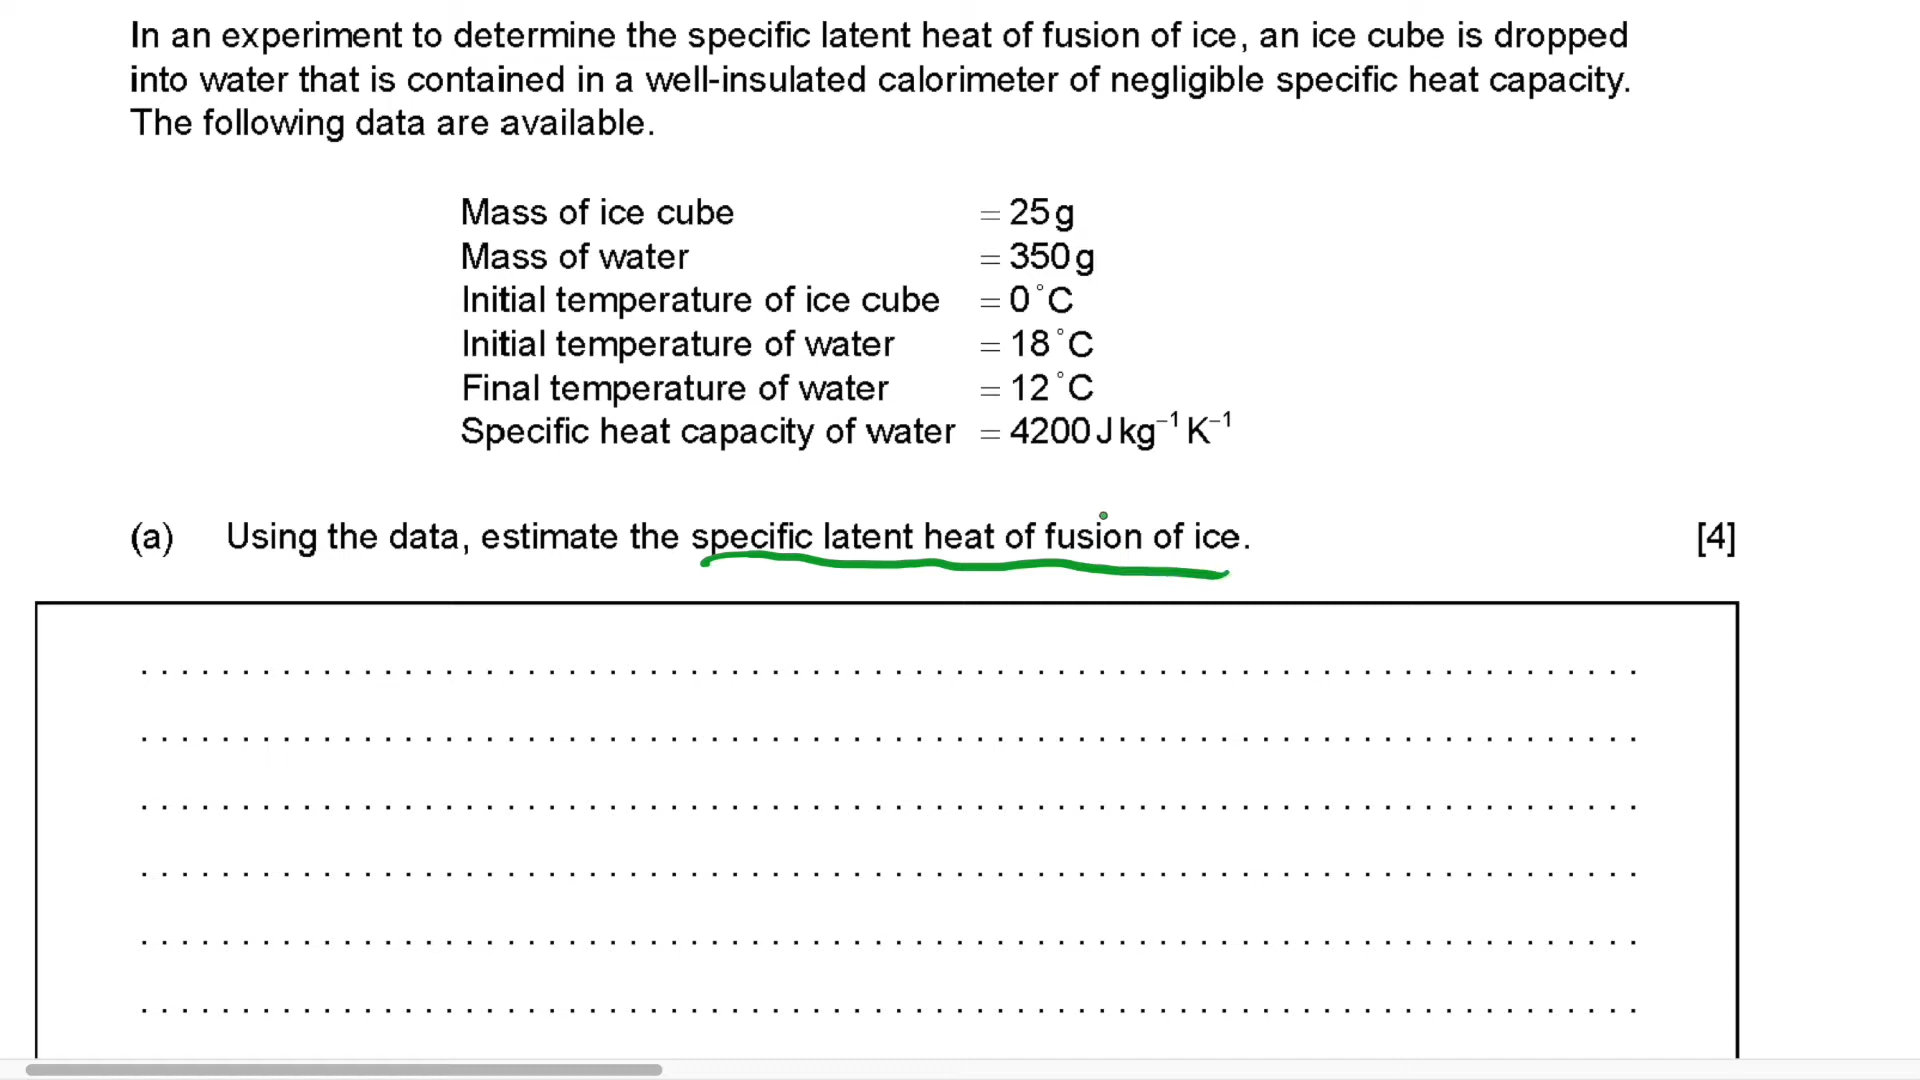 In an experiment to determine the specific latent heat of fusion of ice, an ice cube is dropped
into water that is contained in a well-insulated calorimeter of negligible specific heat capacity.
The following data are available.
Mass of ice cube = 25 g
Mass of water = 350 g
Initial temperature of ice cube = 0°C
Initial temperature of water = 18°C
Final temperature of water = 12°C
Specific heat capacity of water = 4200 J kg⁻¹ K⁻¹
(a) Using the data, estimate the specific latent heat of fusion of ice. [4]